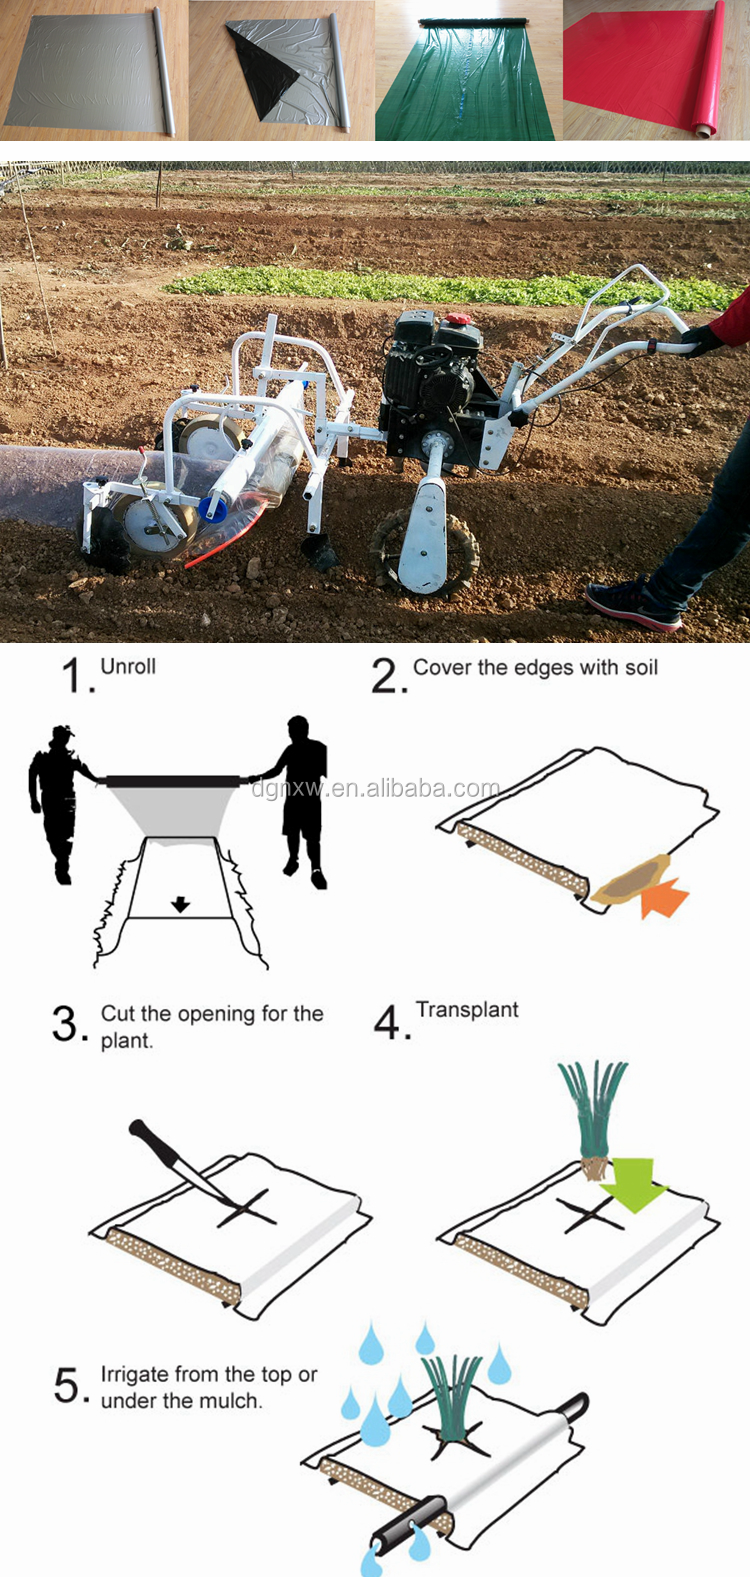 1. Unroll
2. Cover the edges with soil
dgnxw.en.alibaba.com
3. Cut the opening for the
plant.
4. Transplant
5. Irrigate from the top or
under the mulch.